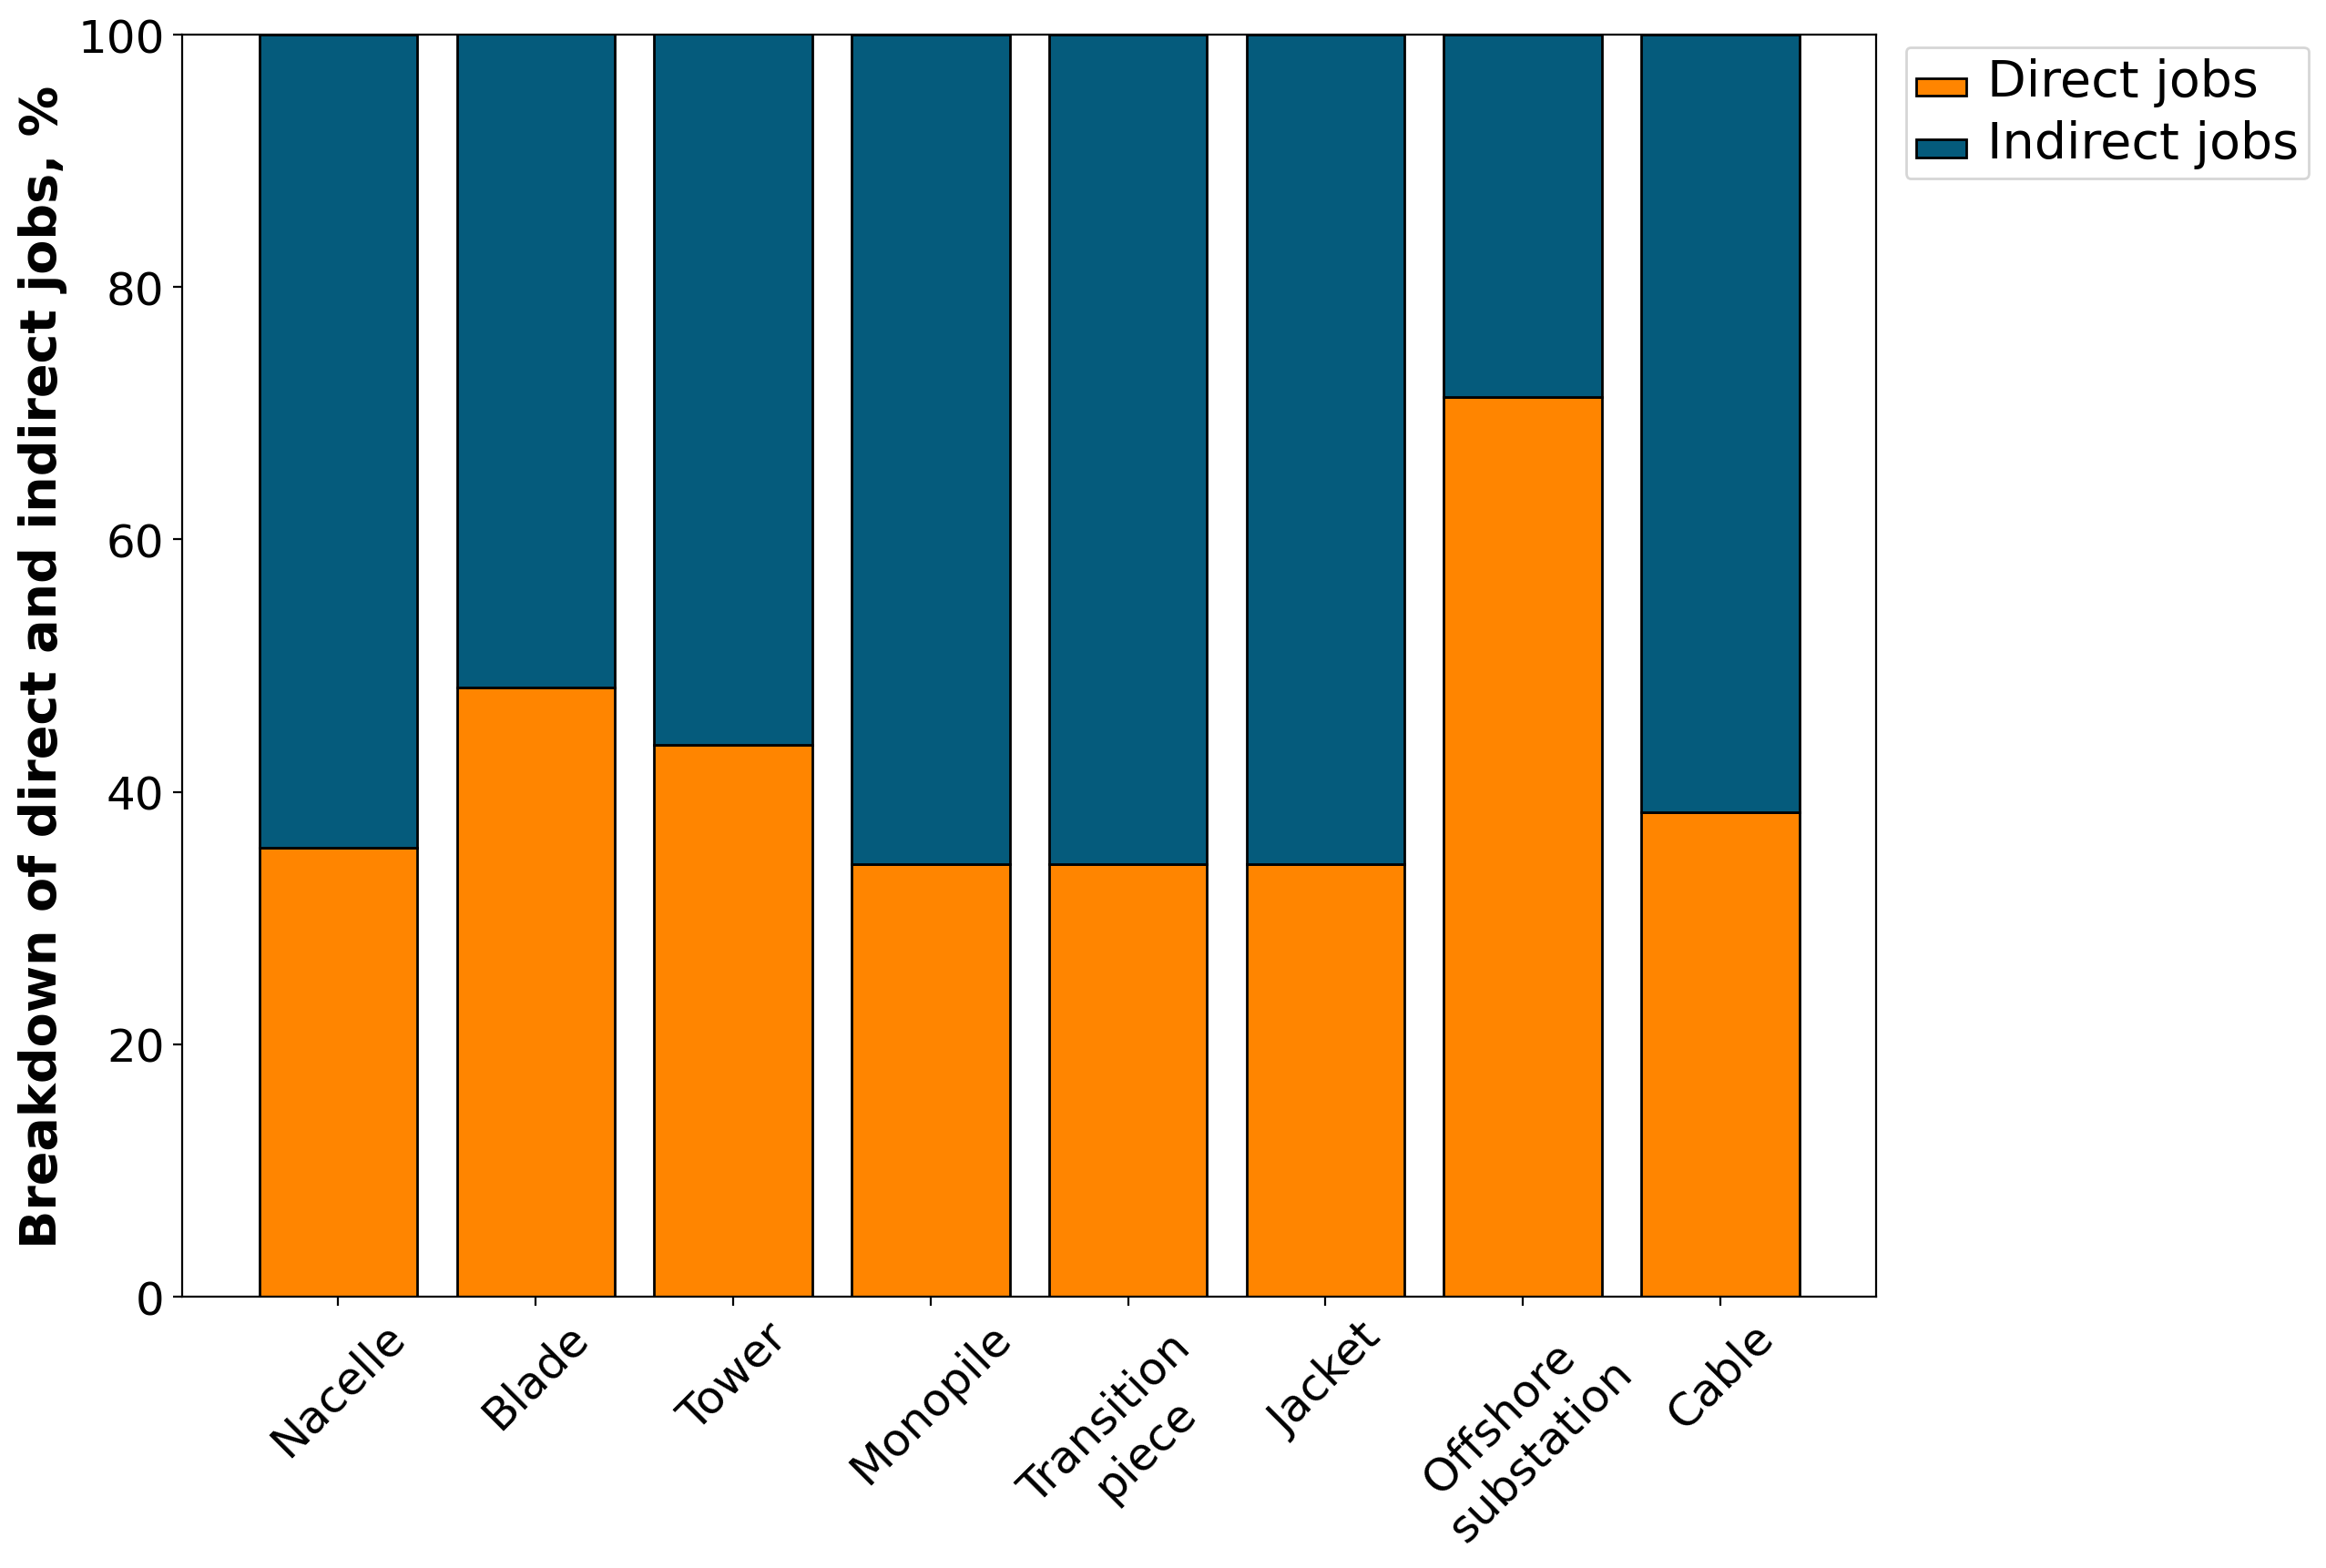 Breakdown of direct and indirect jobs, %
100
80
60
40
20
0
Nacelle
Blade
Tower
Monopile
Transition
piece
Jacket
Offshore
substation
Cable
Direct jobs
Indirect jobs